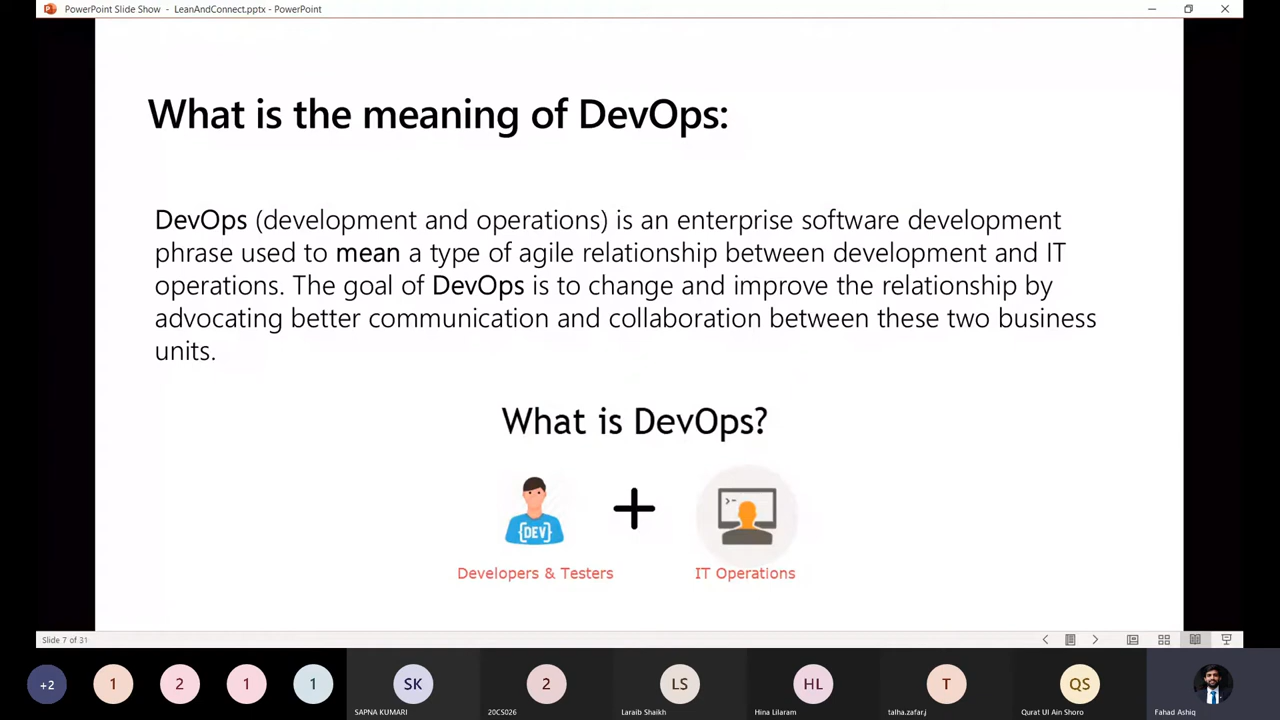 PowerPoint Slide Show - LeanAndConnect.pptx - PowerPoint
What is the meaning of DevOps:
DevOps (development and operations) is an enterprise software development
phrase used to mean a type of agile relationship between development and IT
operations. The goal of DevOps is to change and improve the relationship by
advocating better communication and collaboration between these two business
units.
What is DevOps?
{DEV}
Developers & Testers
IT Operations
Slide 7 of 31
+2
1
2
1
1
SK
2
LS
HL
T
QS
SAPNA KUMARI
20CS026
Laraib Shaikh
Hina Lilaram
talha.zafar.j
Qurat Ul Ain Shoro
Fahad Ashiq